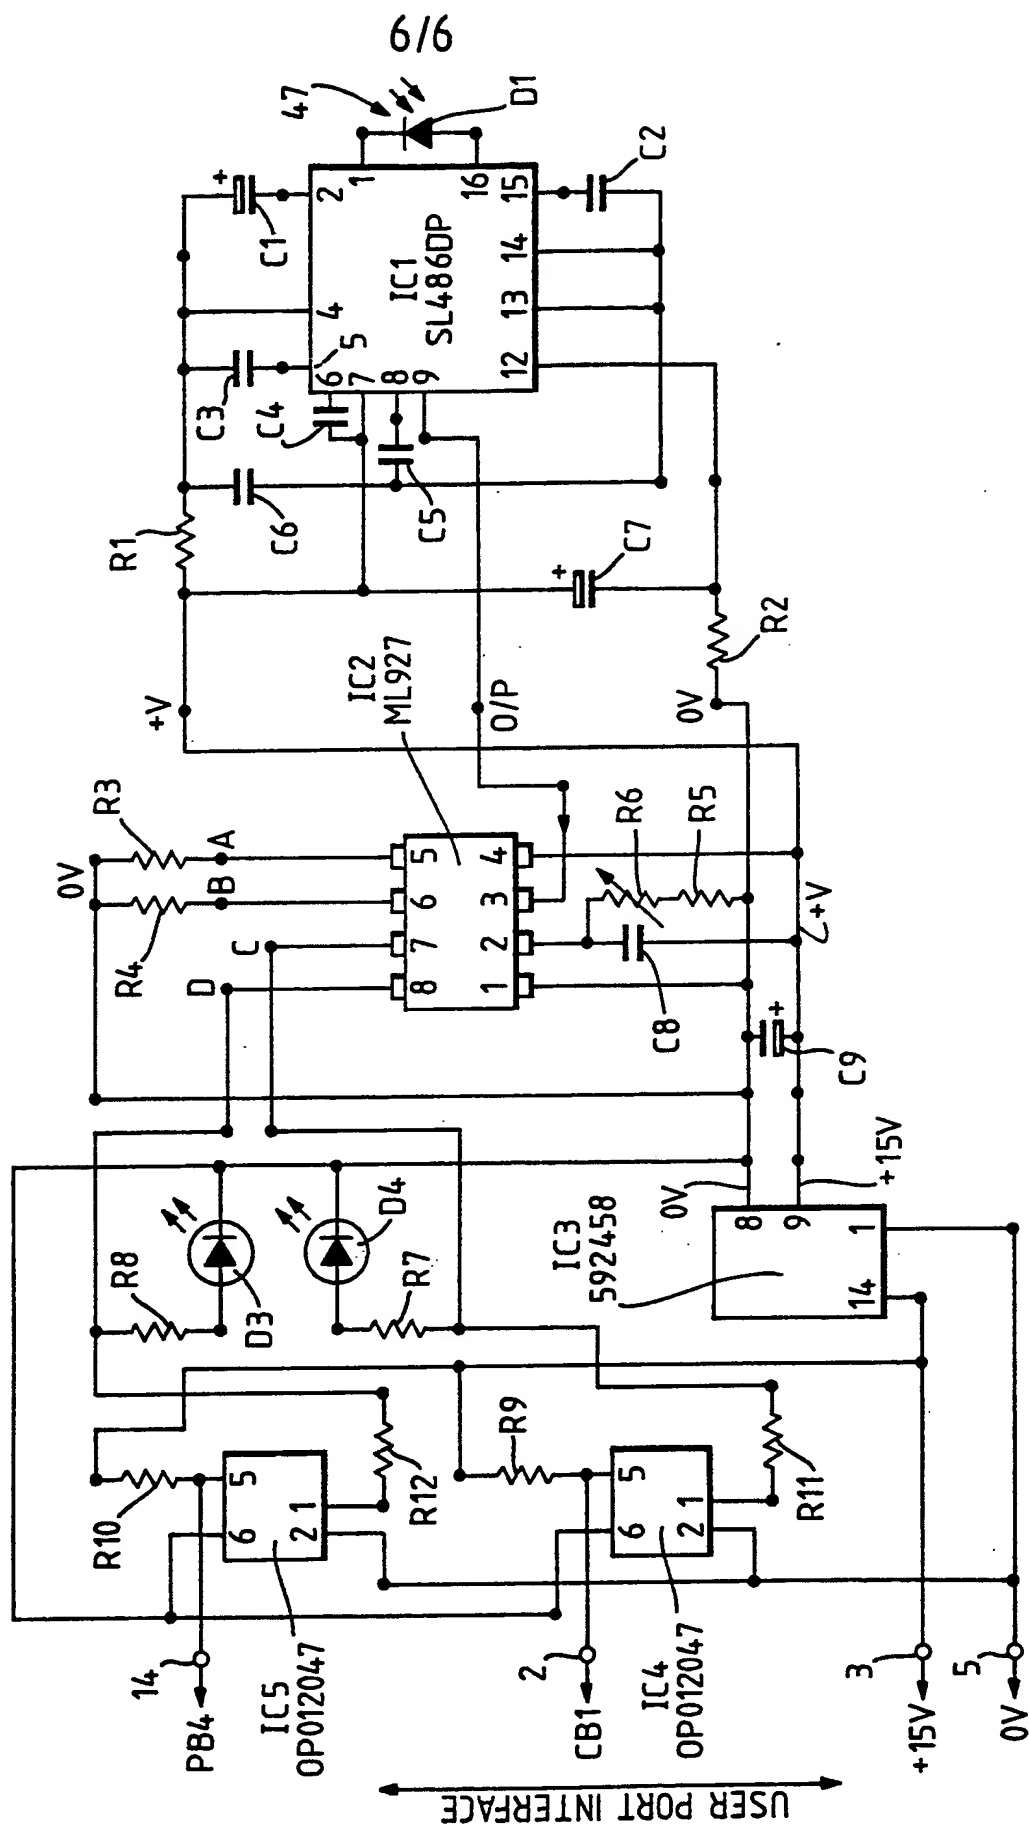 9/9
47
D1
+
C1
2
1
16
15
C2
IC1
SL486DP
4
14
13
5
6
7
8
9
12
C3
C4
C5
C6
R1
+
C7
R2
+V
IC2
ML927
O/P
0V
R3
0V
R4
A
B
C
D
5
6
7
8
4
3
2
1
R6
R5
C8
+V
+
C9
D4
D3
R8
R7
0V
+15V
IC3
592458
8
9
1
14
R9
R10
R12
R11
5
6
1
2
5
6
1
2
14
PB4
IC5
OP012047
2
CB1
IC4
OP012047
3
+15V
5
0V
USER PORT INTERFACE